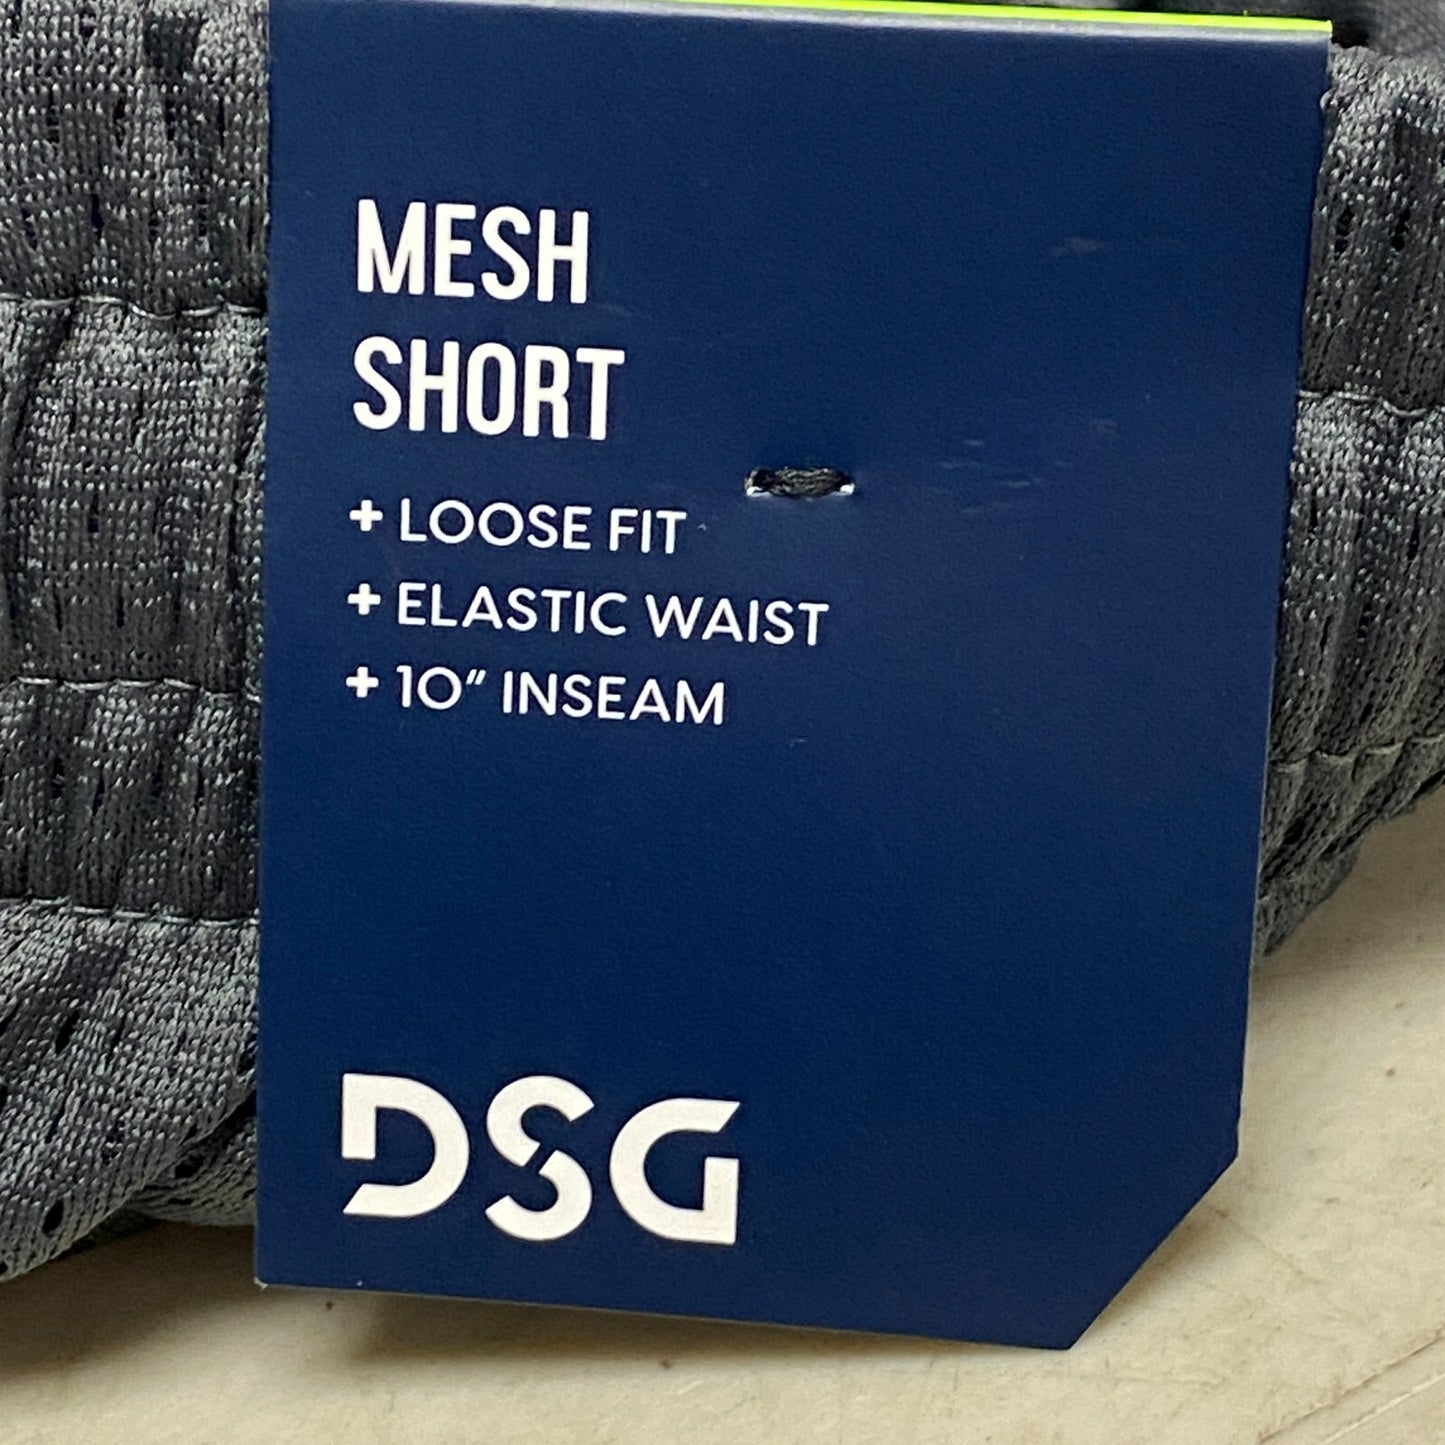 MESH
SHORT
+ LOOSE FIT
+ ELASTIC WAIST
+ 10" INSEAM
DSG